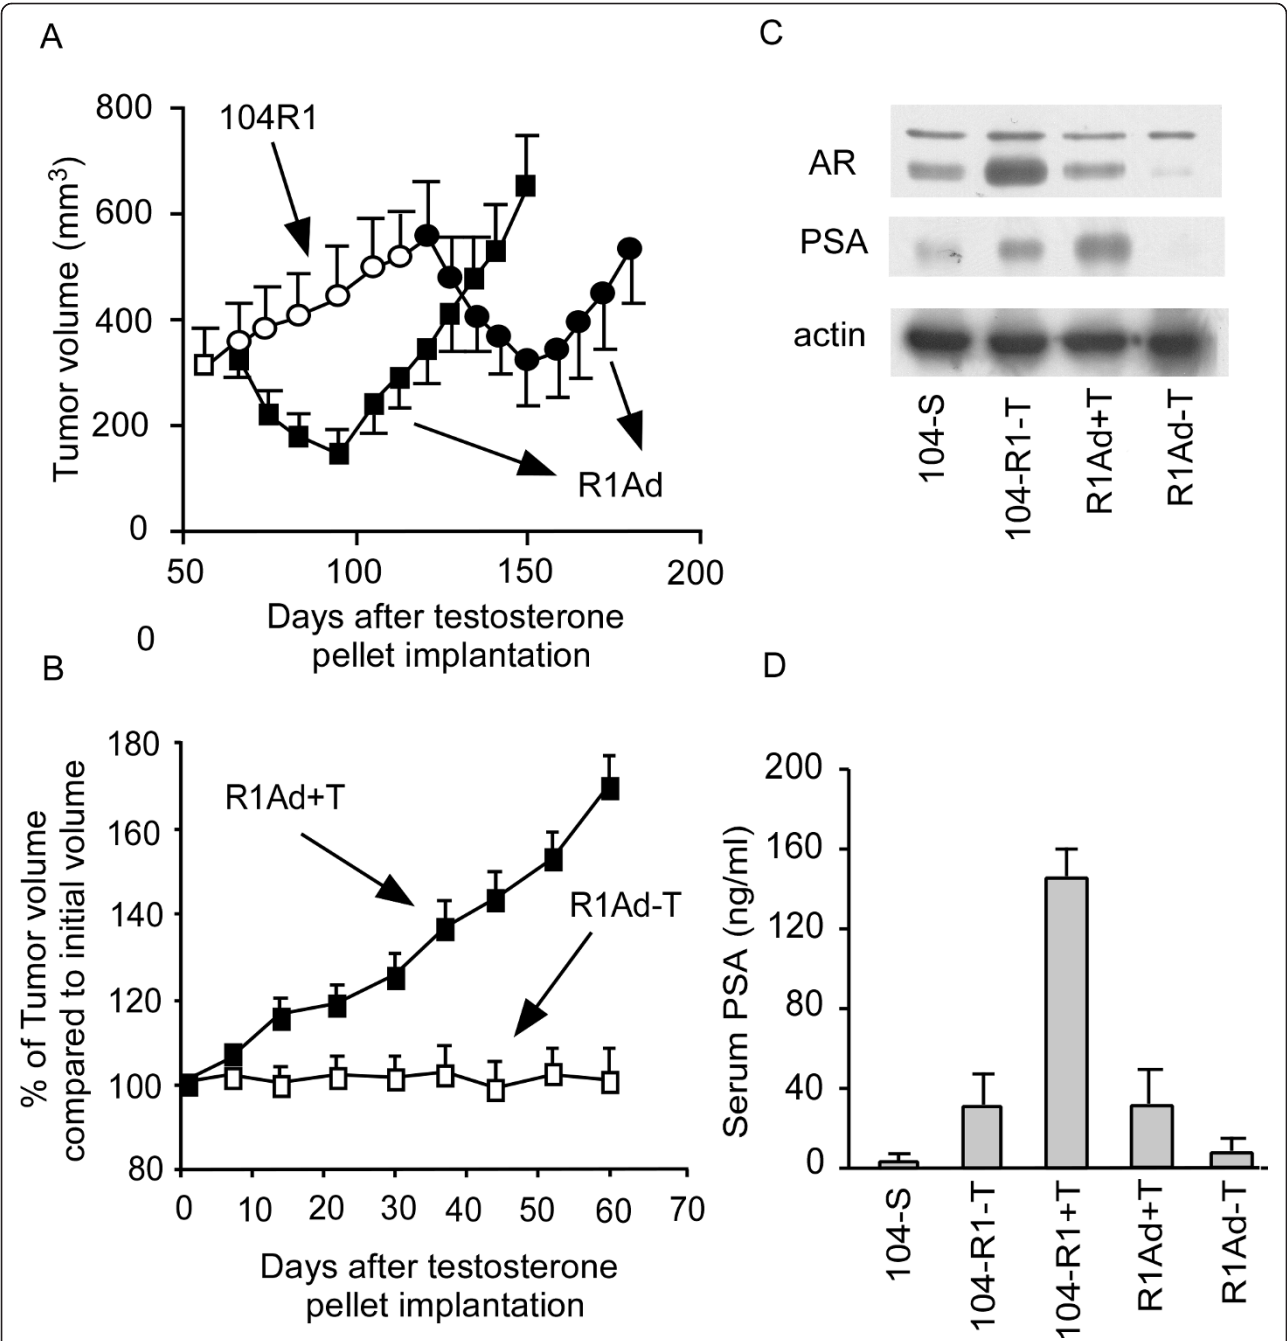 A
800
600
400
200
0
Tumor volume (mm3)
104R1
R1Ad
50 100 150 200
Days after testosterone
pellet implantation
0
C
AR
PSA
actin
104-S
104-R1-T
R1Ad+T
R1Ad-T
B
180
160
140
120
100
80
% of Tumor volume
compared to initial volume
R1Ad+T
R1Ad-T
0 10 20 30 40 50 60 70
Days after testosterone
pellet implantation
D
200
160
120
80
40
0
Serum PSA (ng/ml)
104-S
104-R1-T
104-R1+T
R1Ad+T
R1Ad-T